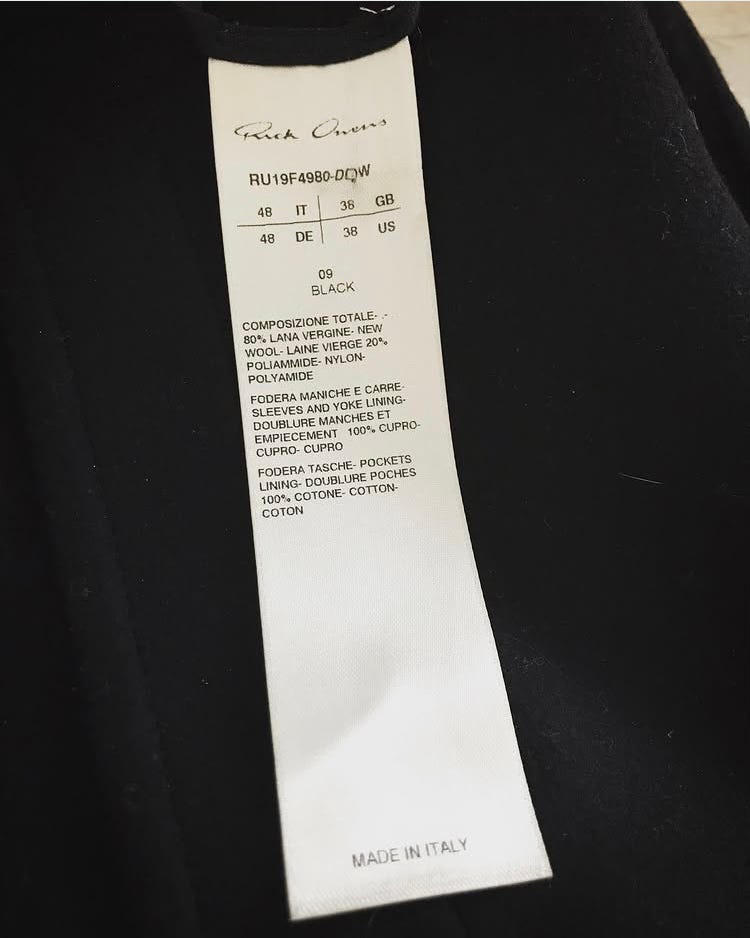 Rick Owens
RU19F4980-DQW
48 IT 38 GB
48 DE 38 US
09
BLACK
COMPOSIZIONE TOTALE- .-
80% LANA VERGINE- NEW
WOOL- LAINE VIERGE 20%
POLIAMMIDE- NYLON-
POLYAMIDE
FODERA MANICHE E CARRE-
SLEEVES AND YOKE LINING-
DOUBLURE MANCHES ET
EMPIECEMENT 100% CUPRO-
CUPRO- CUPRO
FODERA TASCHE- POCKETS
LINING- DOUBLURE POCHES
100% COTONE- COTTON-
COTON
MADE IN ITALY